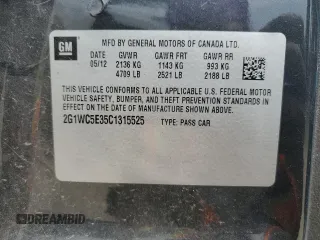 GM
MFD BY GENERAL MOTORS OF CANADA LTD.
DATE GVWR GAWR FRT GAWR RR
05/12 2136 KG 1143 KG 993 KG
4709 LB 2521 LB 2188 LB
THIS VEHICLE CONFORMS TO ALL APPLICABLE U.S. FEDERAL MOTOR
VEHICLE SAFETY, BUMPER, AND THEFT PREVENTION STANDARDS
IN EFFECT ON THE DATE OF MANUFACTURE SHOWN ABOVE.
2G1WC5E35C1315525 TYPE: PASS CAR
DREAMBID